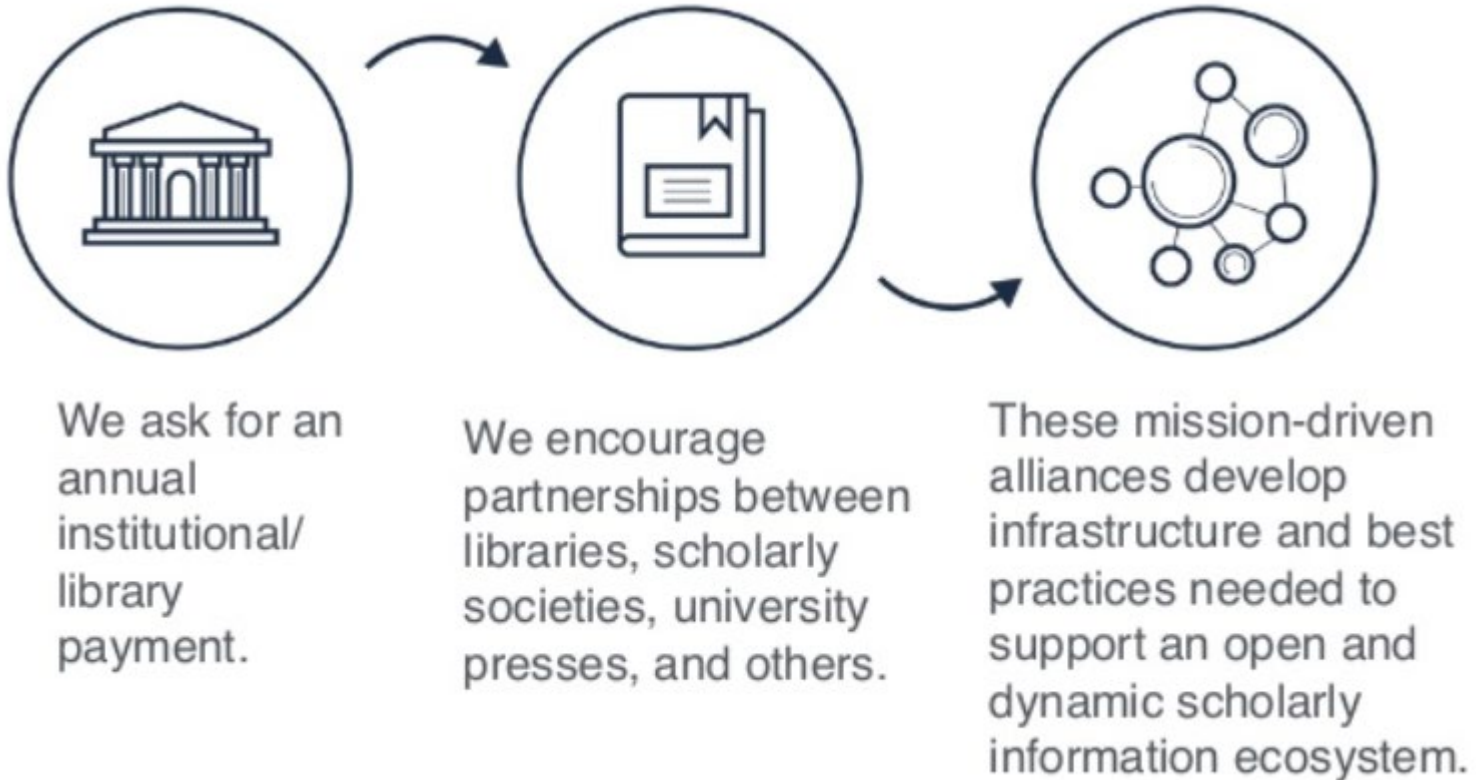 We ask for an
annual
institutional/
library
payment.
We encourage
partnerships between
libraries, scholarly
societies, university
presses, and others.
These mission-driven
alliances develop
infrastructure and best
practices needed to
support an open and
dynamic scholarly
information ecosystem.